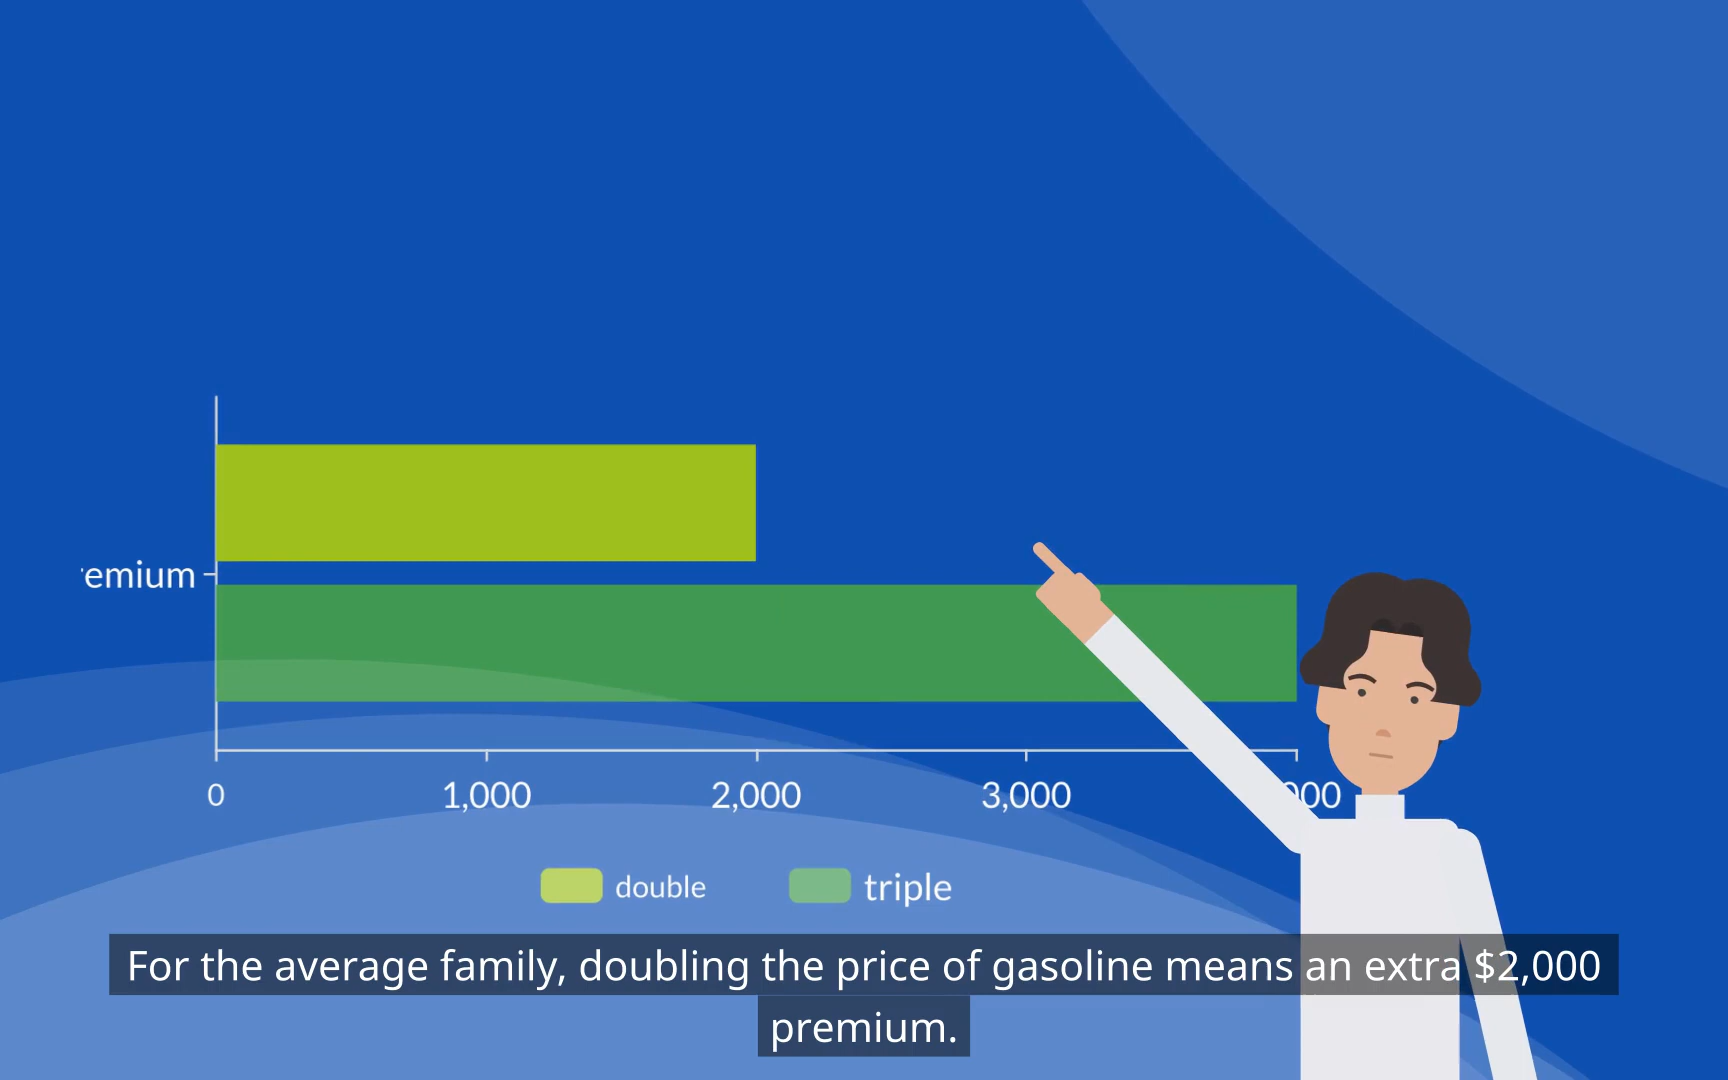 emium
0 1,000 2,000 3,000 000
double triple
For the average family, doubling the price of gasoline means an extra $2,000
premium.